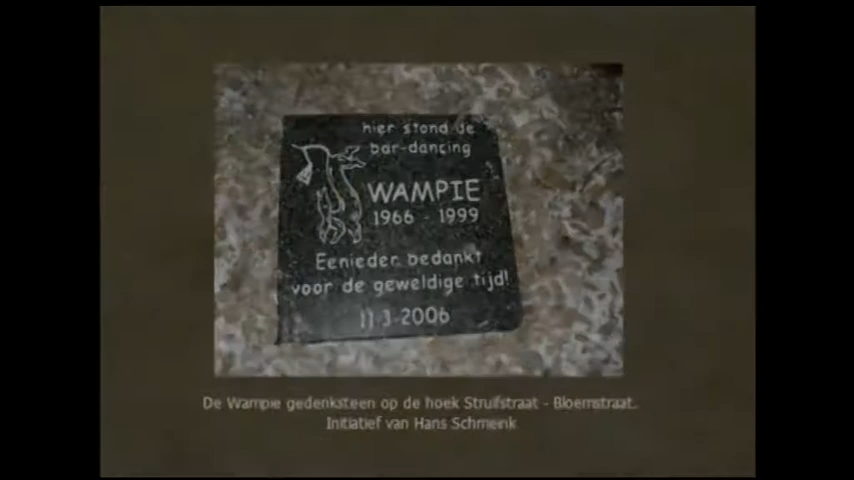 hier stond de
bar-dancing
WAMPIE
1966 - 1999
Eenieder bedankt
voor de geweldige tijd!
11-3-2006
De Wampie gedenksteen op de hoek Struifstraat - Bloemstraat.
Initiatief van Hans Schmeink